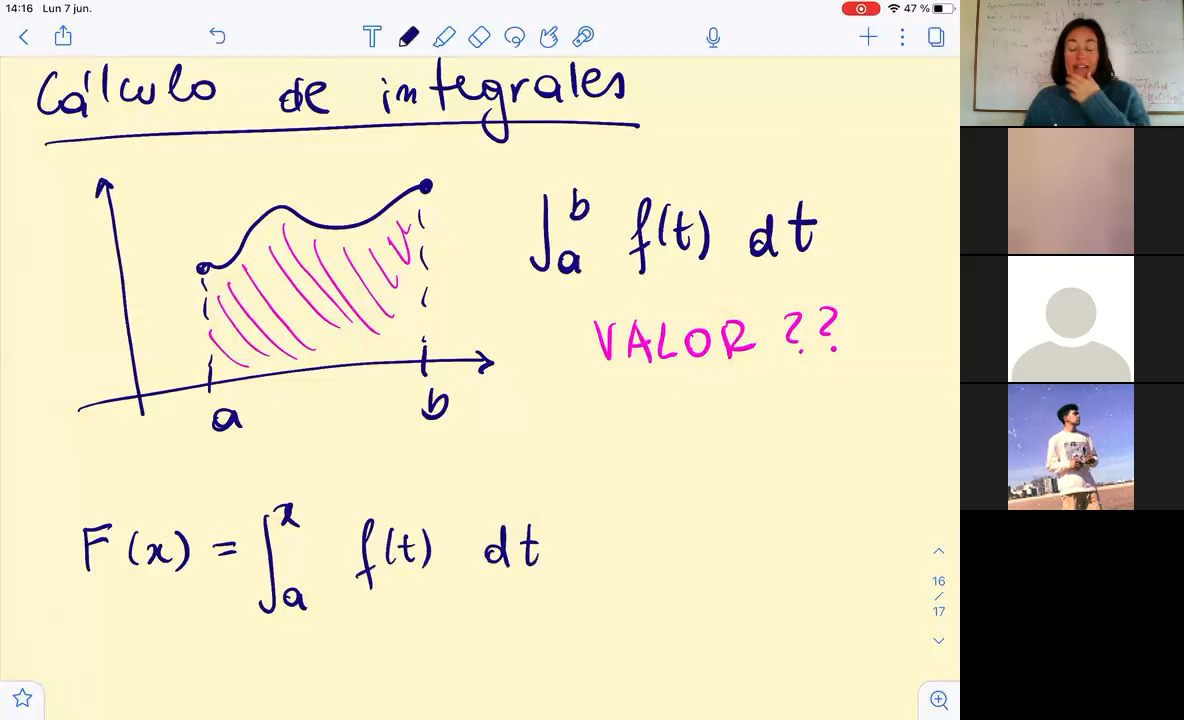 14:16 Lun 7 jun. 47 %
Cálculo de integrales
∫_a^b f(t) dt
VALOR ??
a b
F(x) = ∫_a^x f(t) dt
16
/
17